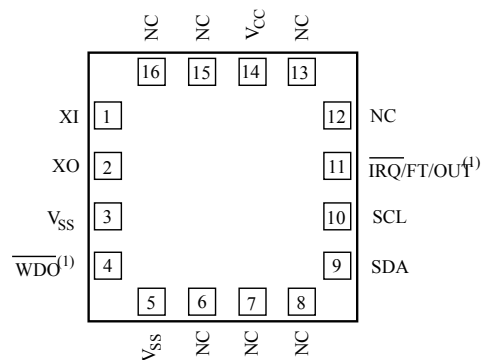 NC NC VCC NC
16 15 14 13
XI 1 12 NC
XO 2 11 IRQ/FT/OUT(1)
VSS 3 10 SCL
WDO(1) 4 9 SDA
5 6 7 8
VSS NC NC NC